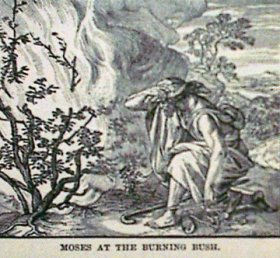 MOSES AT THE BURNING BUSH.